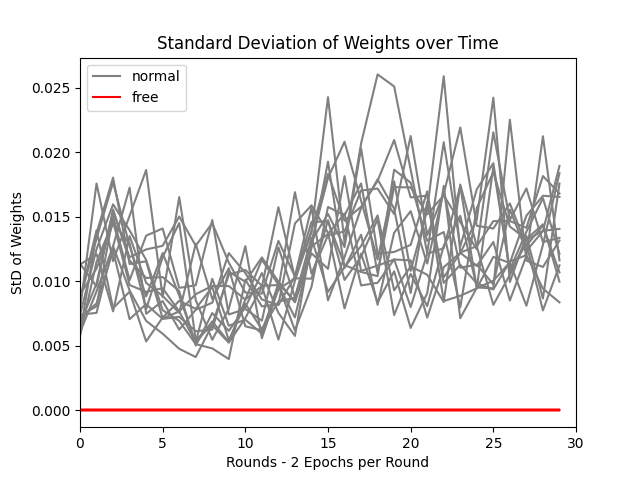 Standard Deviation of Weights over Time
normal
free
StD of Weights
0.025
0.020
0.015
0.010
0.005
0.000
0 5 10 15 20 25 30
Rounds - 2 Epochs per Round